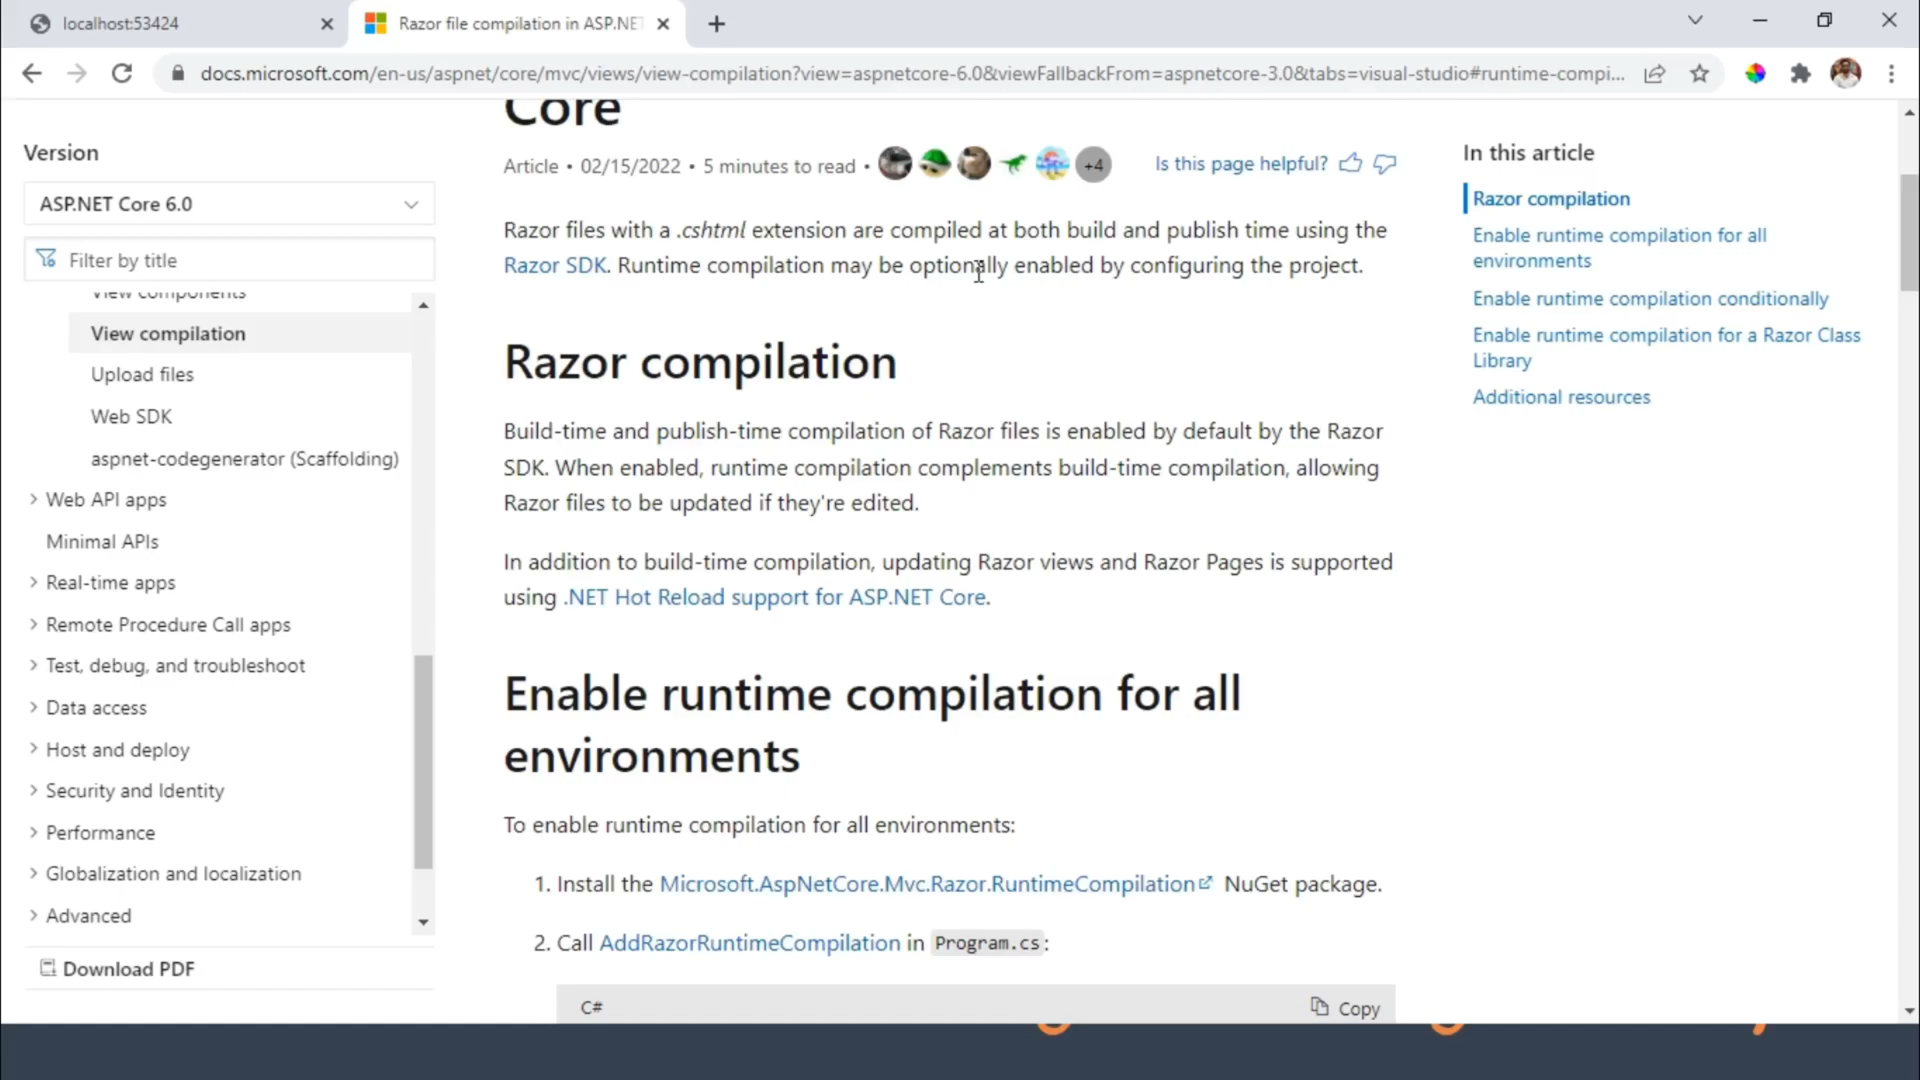 localhost:53424
Razor file compilation in ASP.NET
docs.microsoft.com/en-us/aspnet/core/mvc/views/view-compilation?view=aspnetcore-6.0&viewFallbackFrom=aspnetcore-3.0&tabs=visual-studio#runtime-compi...
Version
ASP.NET Core 6.0
Filter by title
View components
View compilation
Upload files
Web SDK
aspnet-codegenerator (Scaffolding)
Web API apps
Minimal APIs
Real-time apps
Remote Procedure Call apps
Test, debug, and troubleshoot
Data access
Host and deploy
Security and Identity
Performance
Globalization and localization
Advanced
Download PDF
Core
Article • 02/15/2022 • 5 minutes to read •
+4
Is this page helpful?
Razor files with a .cshtml extension are compiled at both build and publish time using the
Razor SDK. Runtime compilation may be optionally enabled by configuring the project.
Razor compilation
Build-time and publish-time compilation of Razor files is enabled by default by the Razor
SDK. When enabled, runtime compilation complements build-time compilation, allowing
Razor files to be updated if they're edited.
In addition to build-time compilation, updating Razor views and Razor Pages is supported
using .NET Hot Reload support for ASP.NET Core.
Enable runtime compilation for all
environments
To enable runtime compilation for all environments:
1. Install the Microsoft.AspNetCore.Mvc.Razor.RuntimeCompilation NuGet package.
2. Call AddRazorRuntimeCompilation in Program.cs:
C#
Copy
In this article
Razor compilation
Enable runtime compilation for all
environments
Enable runtime compilation conditionally
Enable runtime compilation for a Razor Class
Library
Additional resources